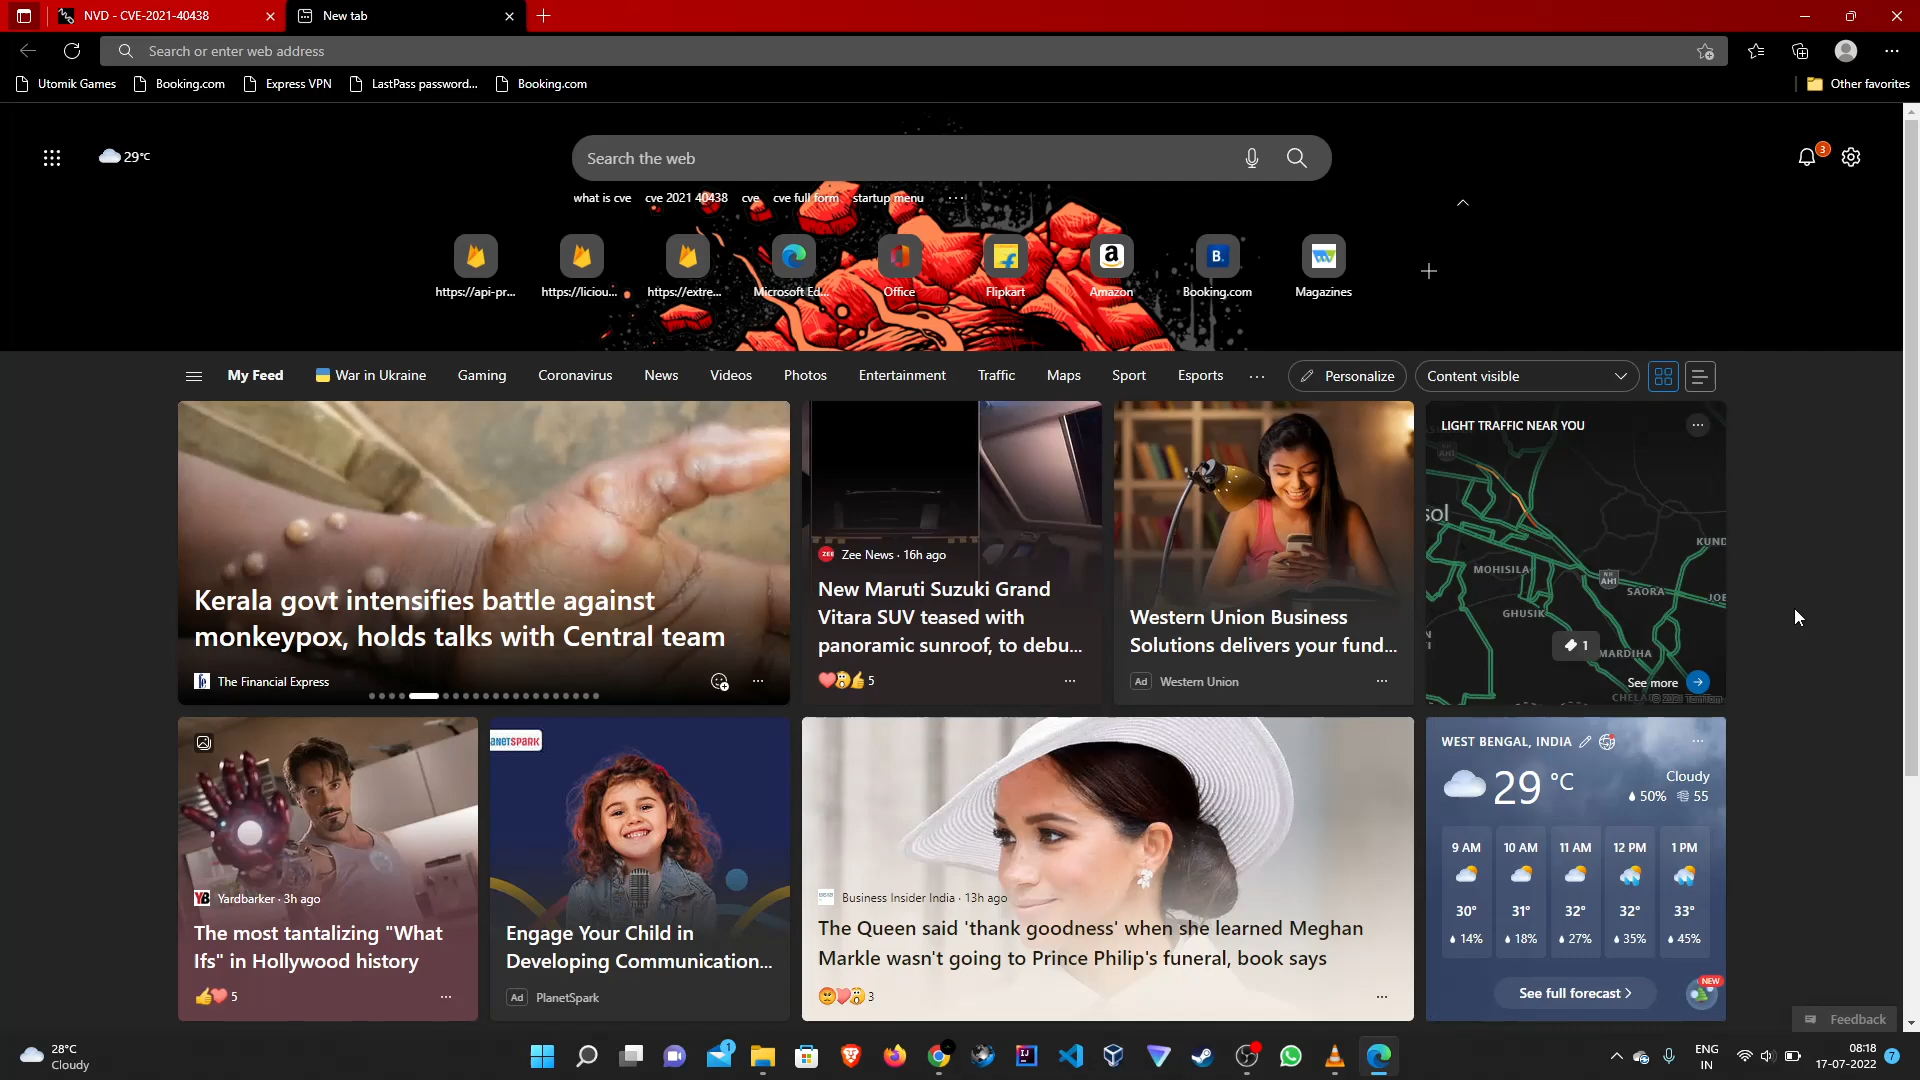 NVD - CVE-2021-40438
New tab
Search or enter web address
Utomik Games
Booking.com
Express VPN
LastPass password...
Booking.com
Other favorites
29°C
Search the web
3
what is cve
cve 2021 40438
cve
cve full form
startup menu
https://api-pr...
https://liciou...
https://extre...
Microsoft Ed...
Office
Flipkart
Amazon
Booking.com
Magazines
My Feed
War in Ukraine
Gaming
Coronavirus
News
Videos
Photos
Entertainment
Traffic
Maps
Sport
Esports
Personalize
Content visible
Kerala govt intensifies battle against
monkeypox, holds talks with Central team
The Financial Express
Zee News · 16h ago
New Maruti Suzuki Grand
Vitara SUV teased with
panoramic sunroof, to debu...
5
Western Union Business
Solutions delivers your fund...
Ad Western Union
LIGHT TRAFFIC NEAR YOU
AH1
sol
KUND
MOHISILA
AH1
SAORA
JOE
GHUSIK
1
MARDIHA
See more
CHELA
Yardbarker · 3h ago
The most tantalizing "What
Ifs" in Hollywood history
5
ANETSPARK
Engage Your Child in
Developing Communication...
Ad PlanetSpark
Business Insider India · 13h ago
The Queen said 'thank goodness' when she learned Meghan
Markle wasn't going to Prince Philip's funeral, book says
3
WEST BENGAL, INDIA
29 °C
Cloudy
50% 55
9 AM 10 AM 11 AM 12 PM 1 PM
30° 31° 32° 32° 33°
14% 18% 27% 35% 45%
See full forecast
NEW
Feedback
28°C
Cloudy
1
ENG
IN
08:18
17-07-2022
7